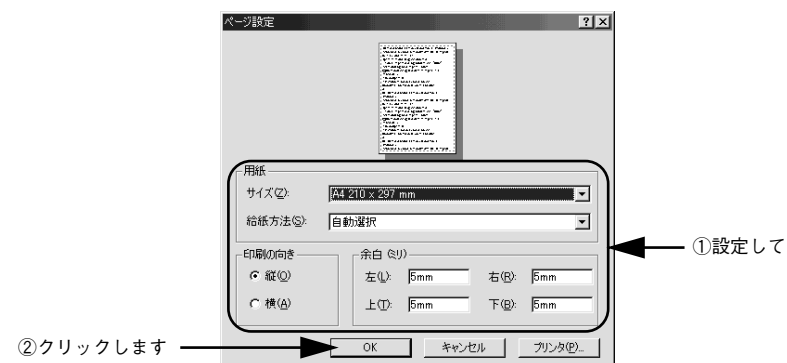 ページ設定
用紙
サイズ(Z): A4 210 x 297 mm
給紙方法(S): 自動選択
印刷の向き
縦(O)
横(A)
余白 (ミリ)
左(L): 5mm 右(R): 5mm
上(T): 5mm 下(B): 5mm
①設定して
②クリックします
OK キャンセル プリンタ(P)...